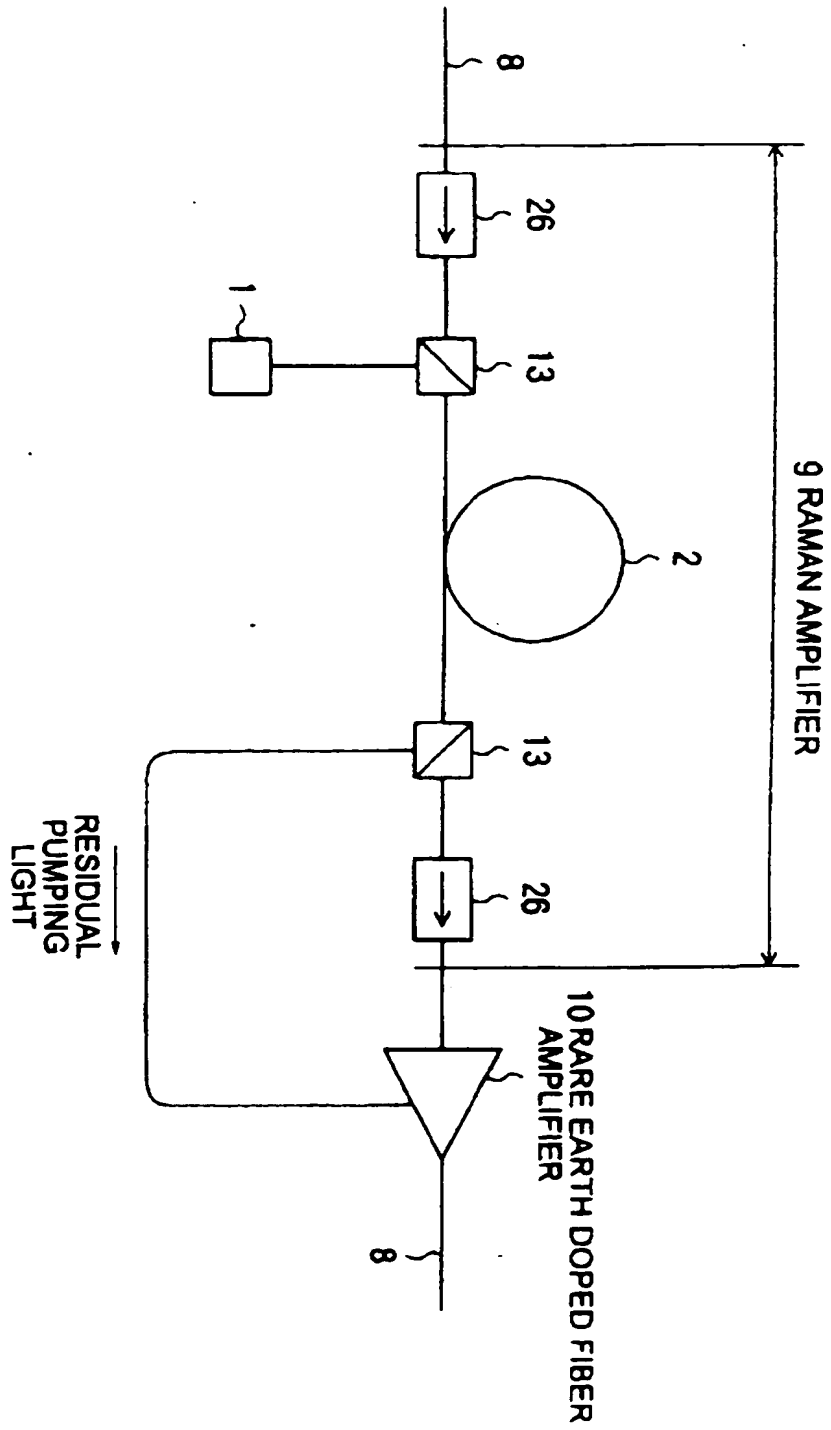 9 RAMAN AMPLIFIER
8
26
13
2
13
26
10 RARE EARTH DOPED FIBER
AMPLIFIER
8
1
RESIDUAL
PUMPING
LIGHT